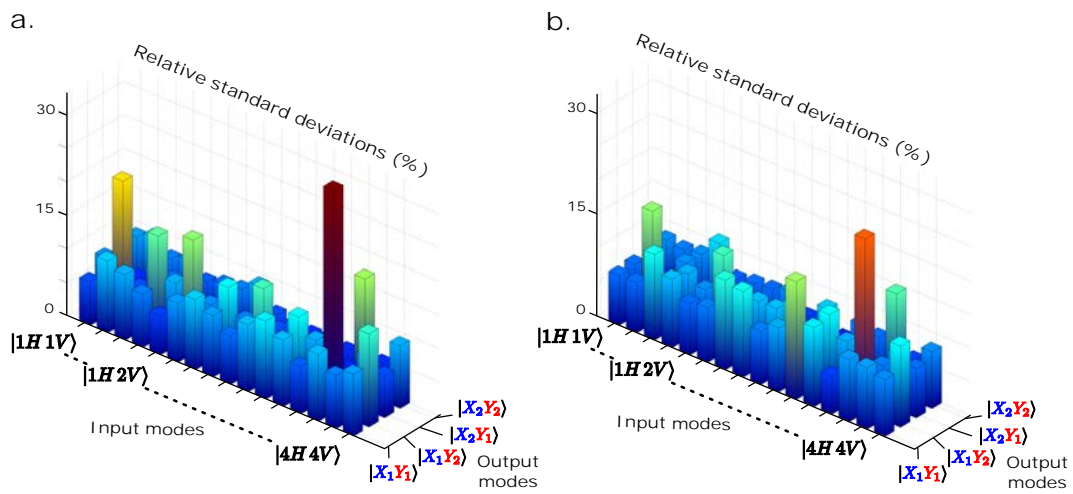 a.
Relative standard deviations (%)
30
15
0
|1H 1V⟩
|1H 2V⟩
|4H 4V⟩
Input modes
|X₂Y₂⟩
|X₂Y₁⟩
|X₁Y₂⟩
|X₁Y₁⟩
Output
modes
b.
Relative standard deviations (%)
30
15
0
|1H 1V⟩
|1H 2V⟩
|4H 4V⟩
Input modes
|X₂Y₂⟩
|X₂Y₁⟩
|X₁Y₂⟩
|X₁Y₁⟩
Output
modes